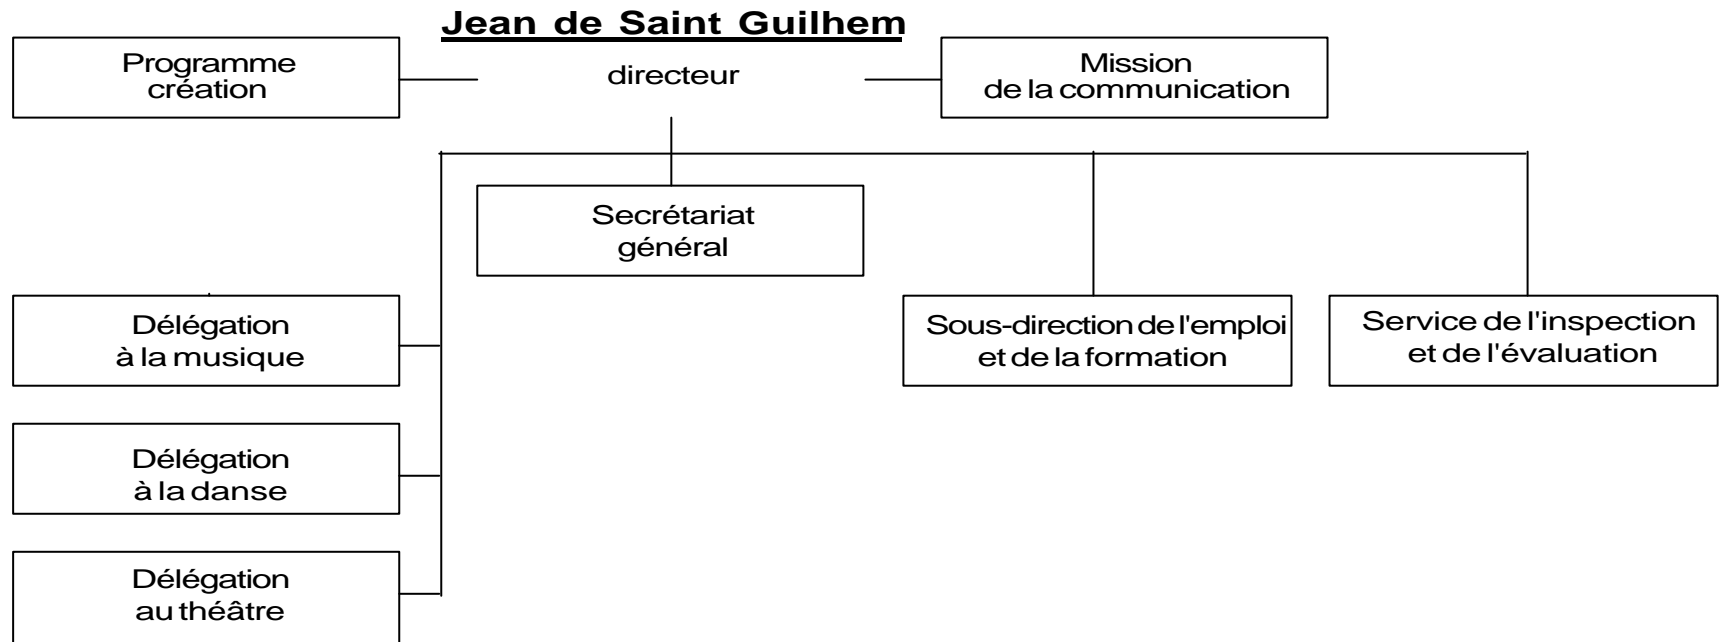 Jean de Saint Guilhem
Programme
création
directeur
Mission
de la communication
Secrétariat
général
Délégation
à la musique
Sous-direction de l'emploi
et de la formation
Service de l'inspection
et de l'évaluation
Délégation
à la danse
Délégation
au théâtre